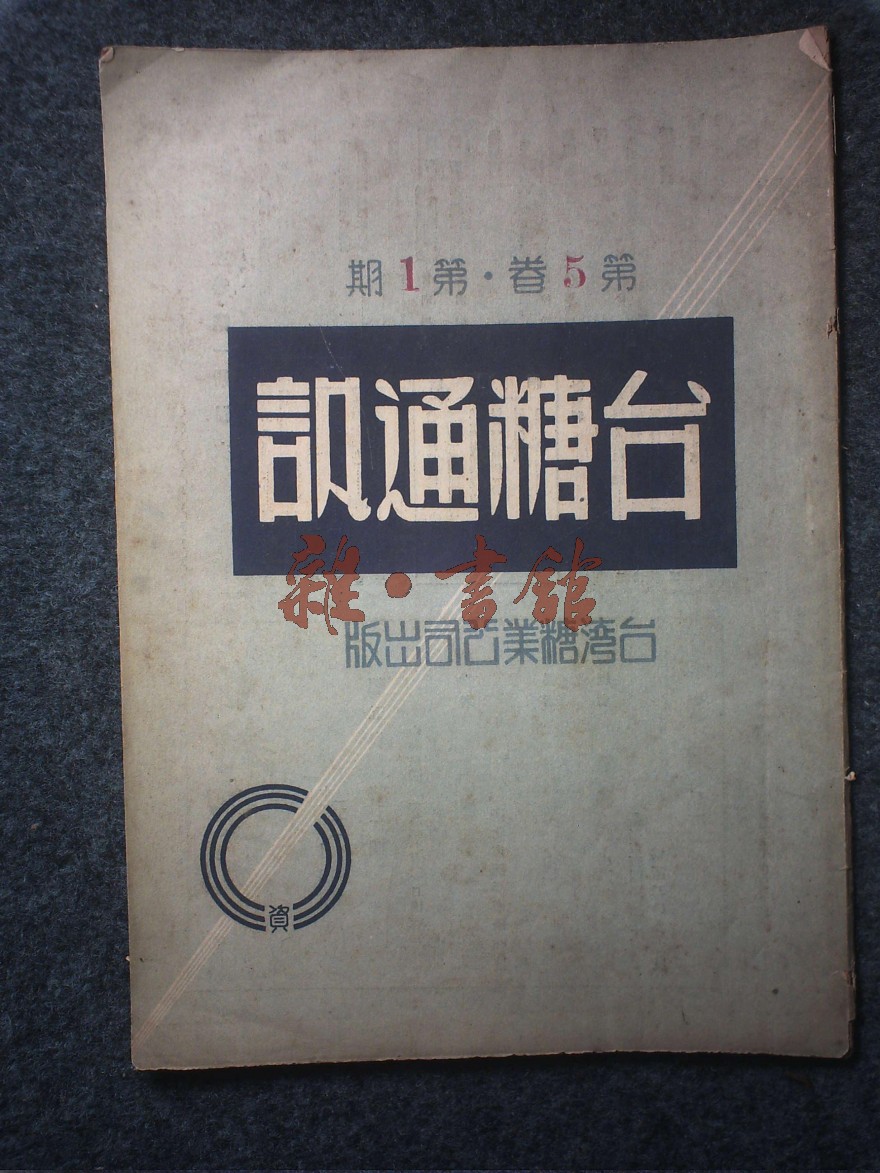 第5卷·第1期
台糖通訊
雜·書館
台灣糖業公司出版
資